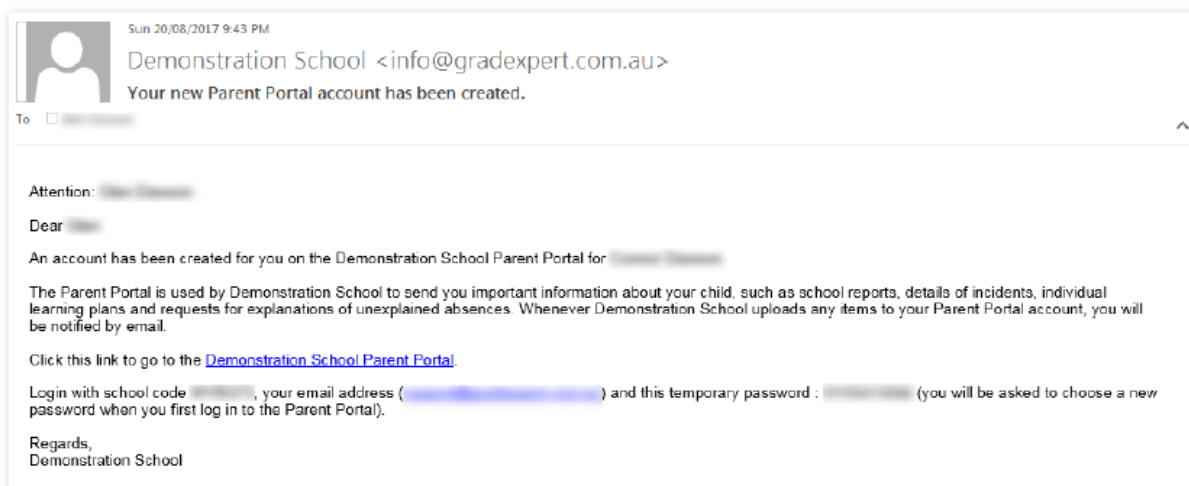 Sun 20/08/2017 9:43 PM
Demonstration School <info@gradexpert.com.au>
Your new Parent Portal account has been created.
To
Attention:
Dear
An account has been created for you on the Demonstration School Parent Portal for
The Parent Portal is used by Demonstration School to send you important information about your child, such as school reports, details of incidents, individual
learning plans and requests for explanations of unexplained absences. Whenever Demonstration School uploads any items to your Parent Portal account, you will
be notified by email.
Click this link to go to the Demonstration School Parent Portal.
Login with school code , your email address ( ) and this temporary password : (you will be asked to choose a new
password when you first log in to the Parent Portal).
Regards,
Demonstration School